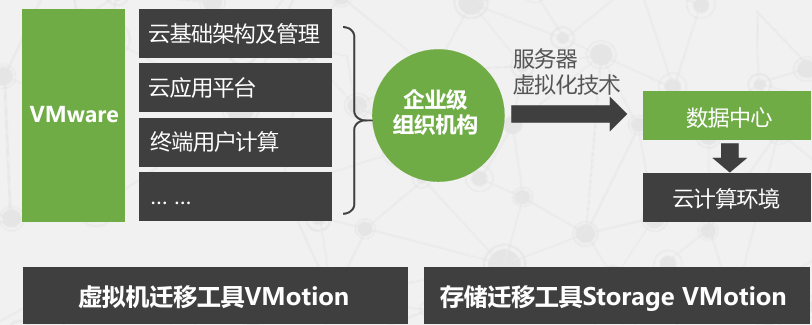 VMware
云基础架构及管理
云应用平台
终端用户计算
... ...
企业级
组织机构
服务器
虚拟化技术
数据中心
云计算环境
虚拟机迁移工具VMotion
存储迁移工具Storage VMotion